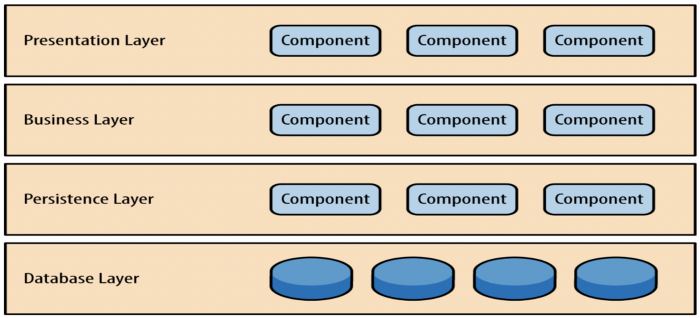 Presentation Layer Component Component Component
Business Layer Component Component Component
Persistence Layer Component Component Component
Database Layer